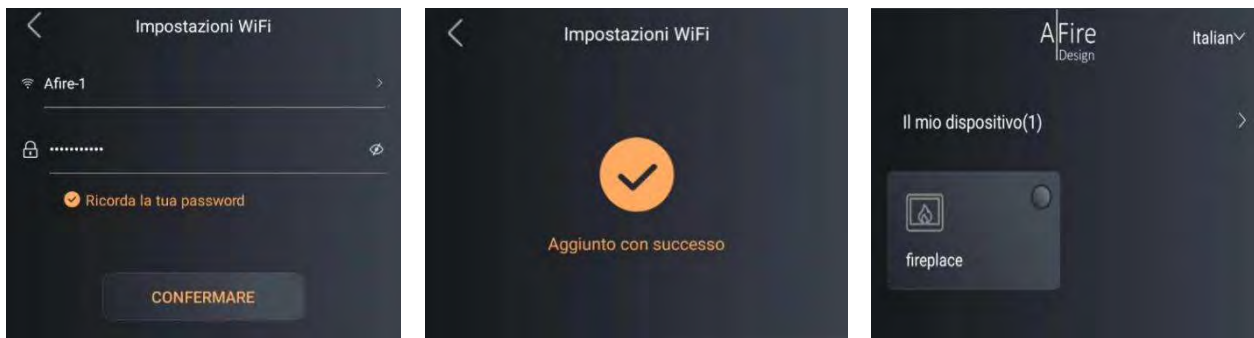 Impostazioni WiFi
Afire-1
Ricorda la tua password
CONFERMARE
Impostazioni WiFi
Aggiunto con successo
AFire
Design
Italian
Il mio dispositivo(1)
fireplace